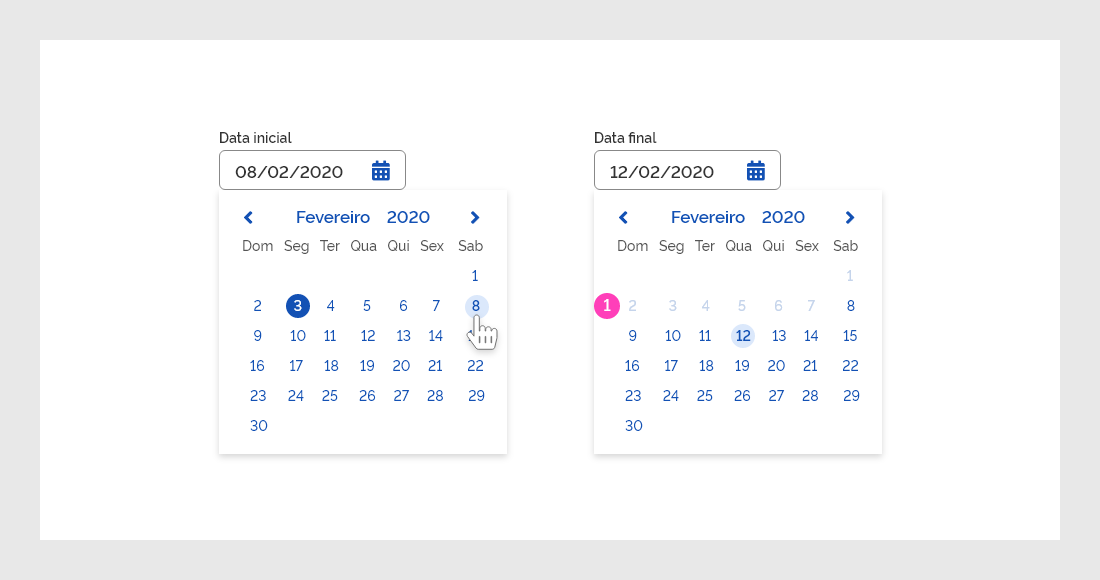 Data inicial
08/02/2020
Fevereiro 2020
Dom Seg Ter Qua Qui Sex Sab
1
2 3 4 5 6 7 8
9 10 11 12 13 14
16 17 18 19 20 21 22
23 24 25 26 27 28 29
30
Data final
12/02/2020
Fevereiro 2020
Dom Seg Ter Qua Qui Sex Sab
1
1 2 3 4 5 6 7 8
9 10 11 12 13 14 15
16 17 18 19 20 21 22
23 24 25 26 27 28 29
30